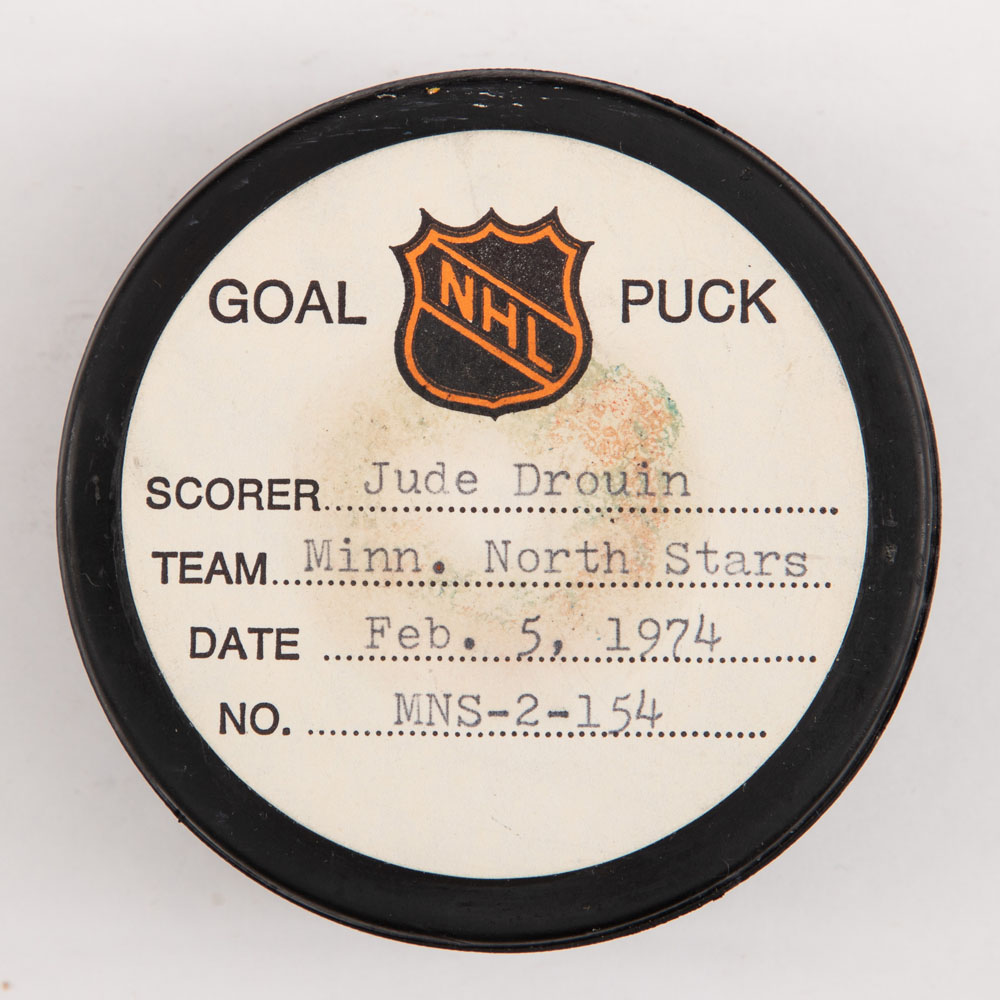 GOAL NHL PUCK
SCORER Jude Drouin
TEAM Minn. North Stars
DATE Feb. 5, 1974
NO. MNS-2-154